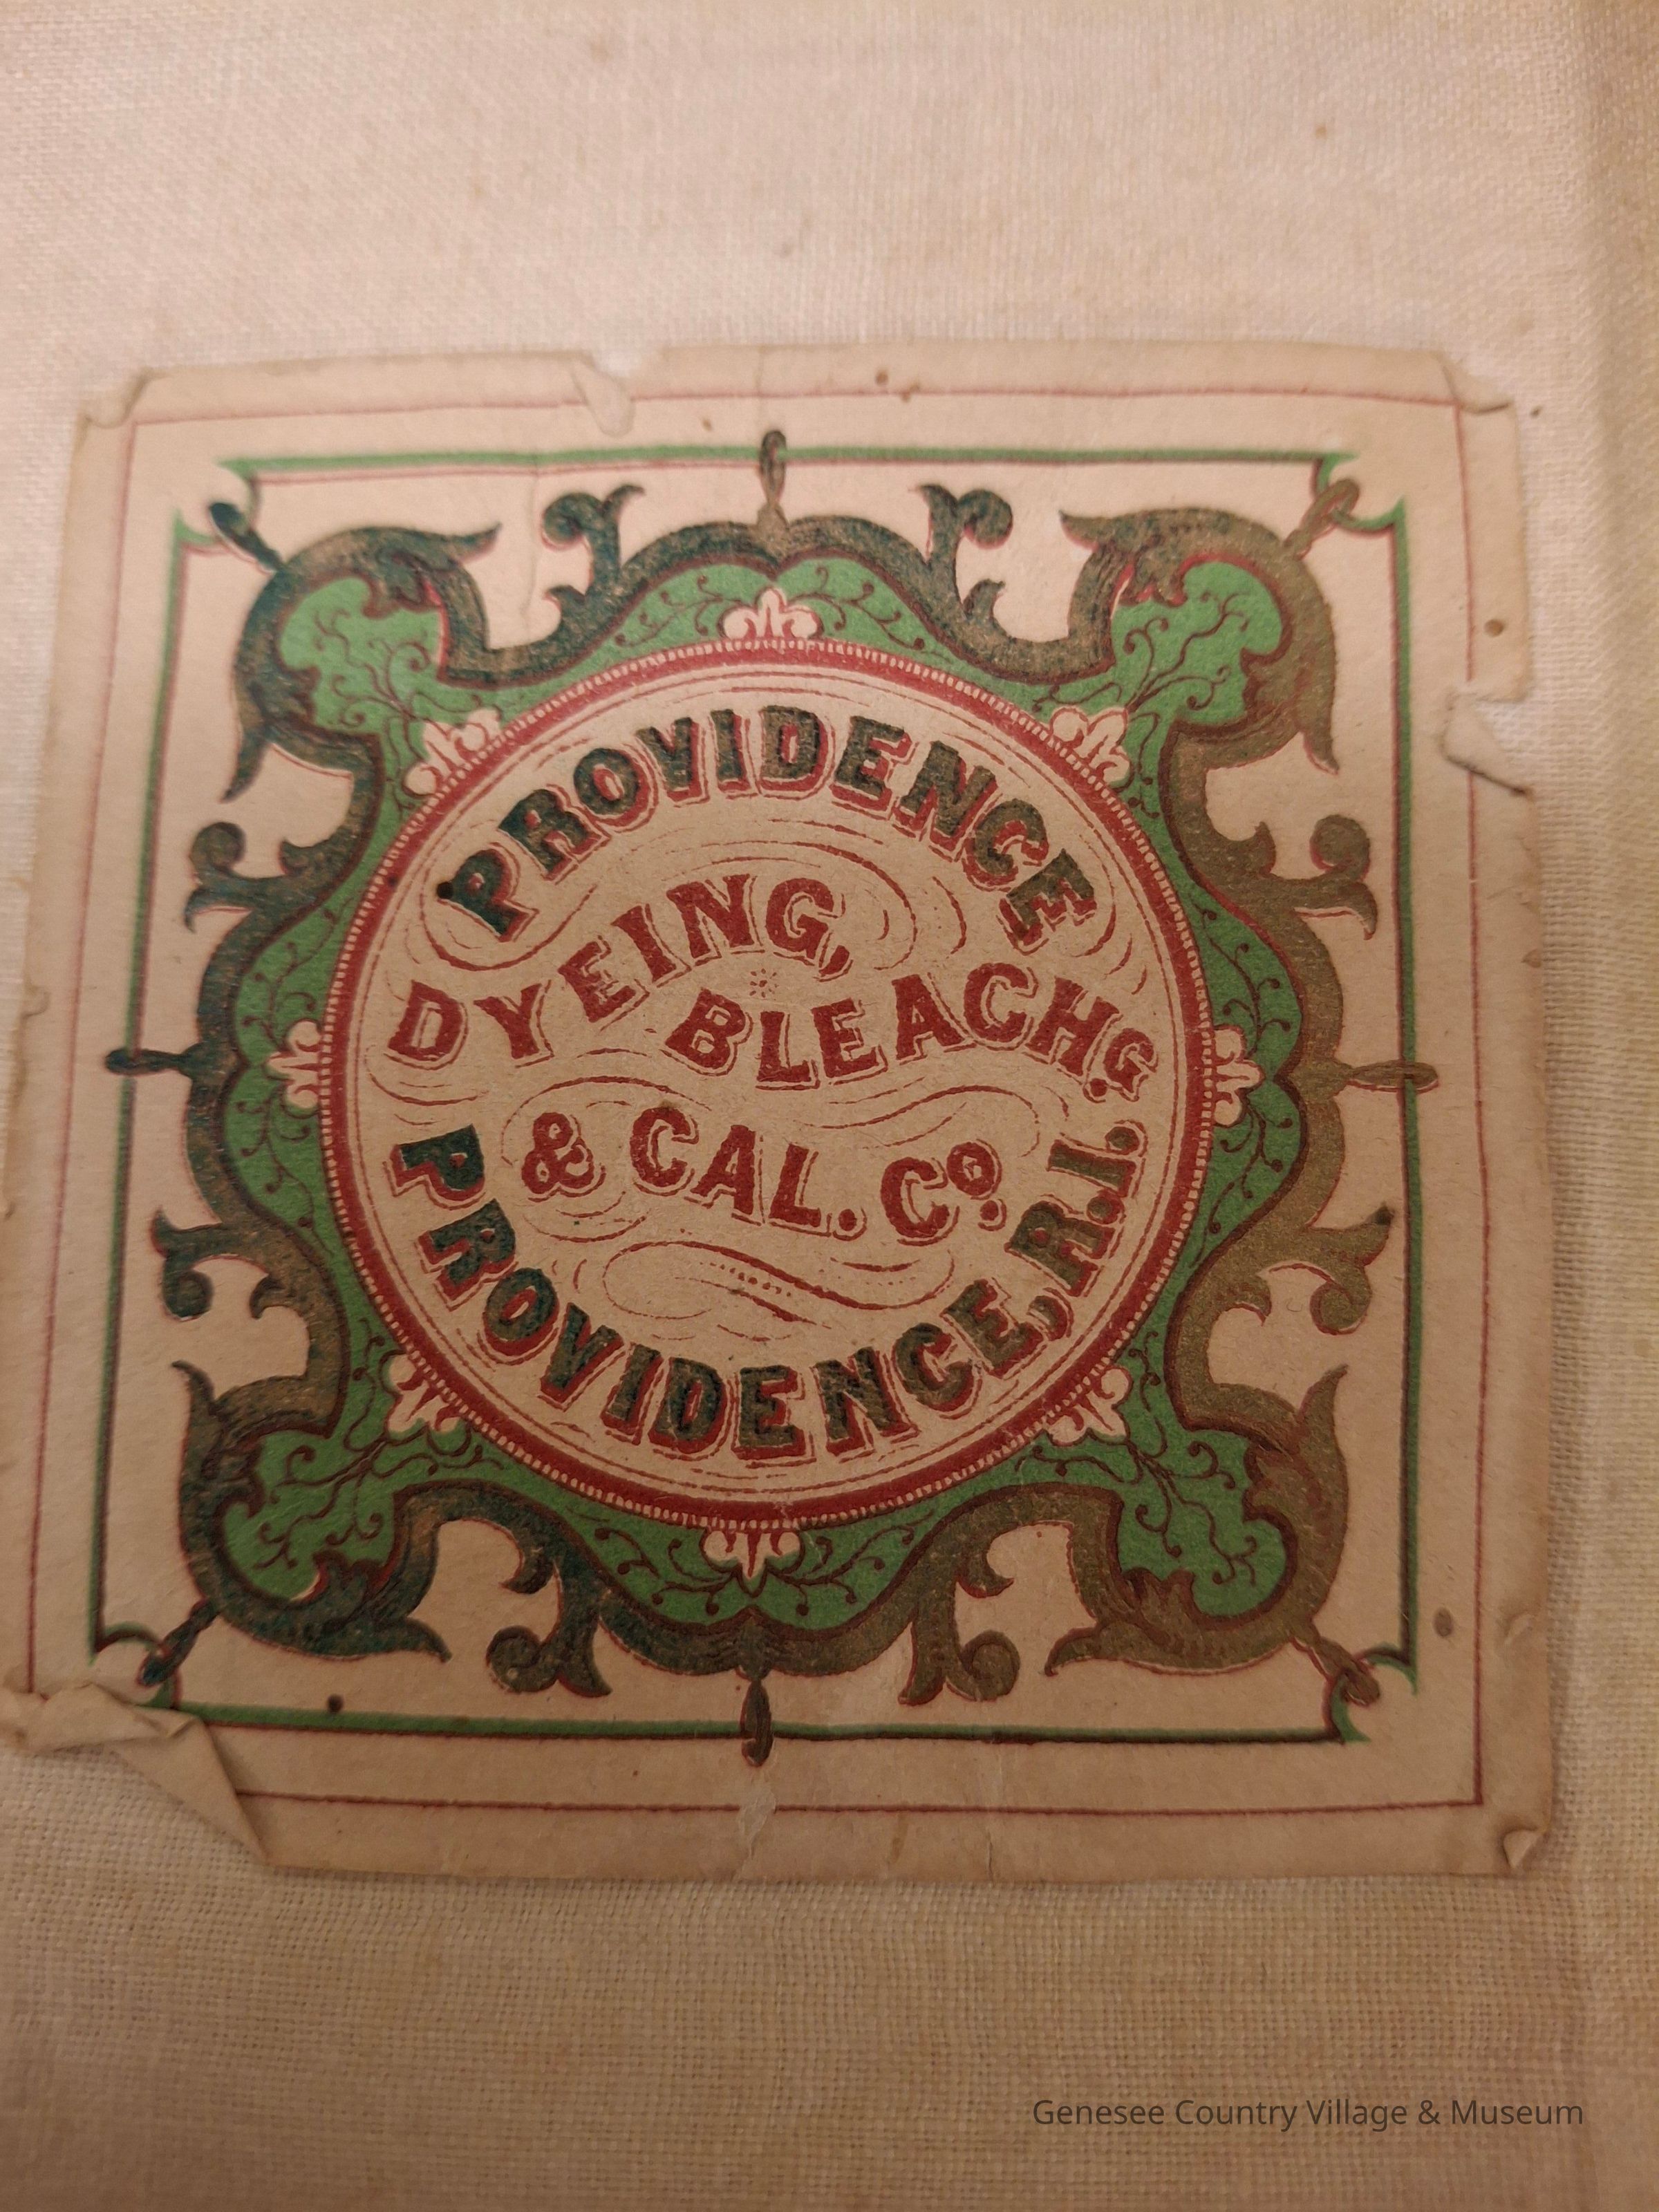 PROVIDENCE
DYEING,
BLEACHG.
& CAL. Co.
PROVIDENCE, R.I.
Genesee Country Village & Museum